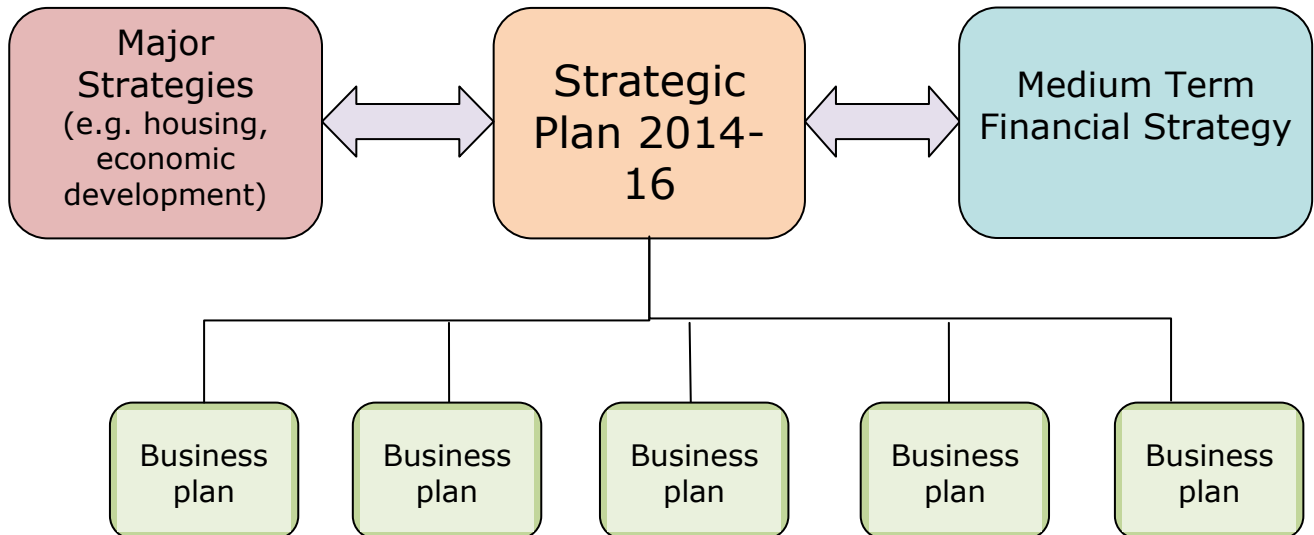 Major
Strategies
(e.g. housing,
economic
development)
Strategic
Plan 2014-
16
Medium Term
Financial Strategy
Business
plan
Business
plan
Business
plan
Business
plan
Business
plan